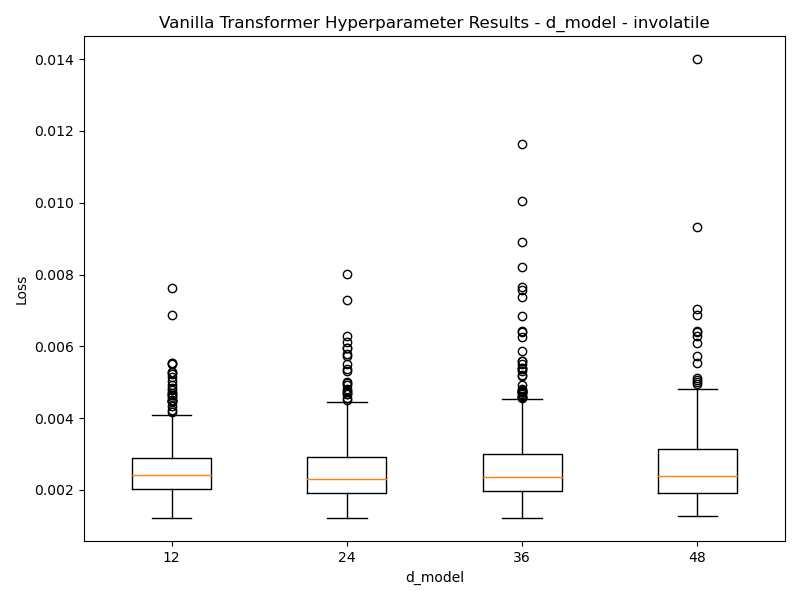 Vanilla Transformer Hyperparameter Results - d_model - involatile
0.014
0.012
0.010
0.008
0.006
0.004
0.002
Loss
12 24 36 48
d_model